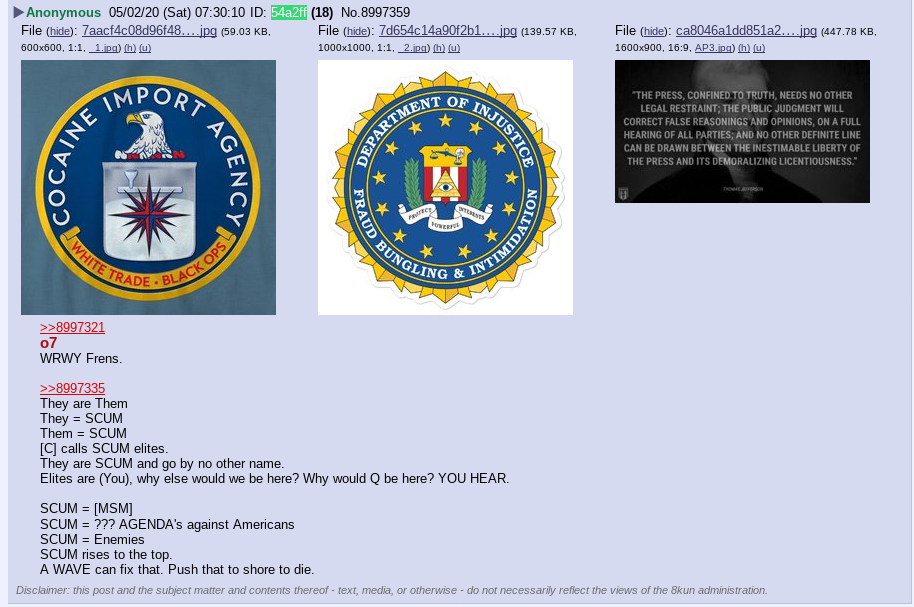 Anonymous 05/02/20 (Sat) 07:30:10 ID: 54a2ff (18) No.8997359
File (hide): 7aacf4c08d96f48….jpg (59.03 KB, 600x600, 1:1, _1.jpg) (h) (u)
COCAINE IMPORT AGENCY
WHITE TRADE • BLACK OPS
File (hide): 7d654c14a90f2b1….jpg (139.57 KB, 1000x1000, 1:1, _2.jpg) (h) (u)
DEPARTMENT OF INJUSTICE
PROTECT POWERFUL INTERESTS
FRAUD BUNGLING & INTIMIDATION
File (hide): ca8046a1dd851a2….jpg (447.78 KB, 1600x900, 16:9, AP3.jpg) (h) (u)
"THE PRESS, CONFINED TO TRUTH, NEEDS NO OTHER
LEGAL RESTRAINT; THE PUBLIC JUDGMENT WILL
CORRECT FALSE REASONINGS AND OPINIONS, ON A FULL
HEARING OF ALL PARTIES; AND NO OTHER DEFINITE LINE
CAN BE DRAWN BETWEEN THE INESTIMABLE LIBERTY OF
THE PRESS AND ITS DEMORALIZING LICENTIOUSNESS."
THOMAS JEFFERSON
>>8997321
o7
WRWY Frens.
>>8997335
They are Them
They = SCUM
Them = SCUM
[C] calls SCUM elites.
They are SCUM and go by no other name.
Elites are (You), why else would we be here? Why would Q be here? YOU HEAR.
SCUM = [MSM]
SCUM = ??? AGENDA's against Americans
SCUM = Enemies
SCUM rises to the top.
A WAVE can fix that. Push that to shore to die.
Disclaimer: this post and the subject matter and contents thereof - text, media, or otherwise - do not necessarily reflect the views of the 8kun administration.